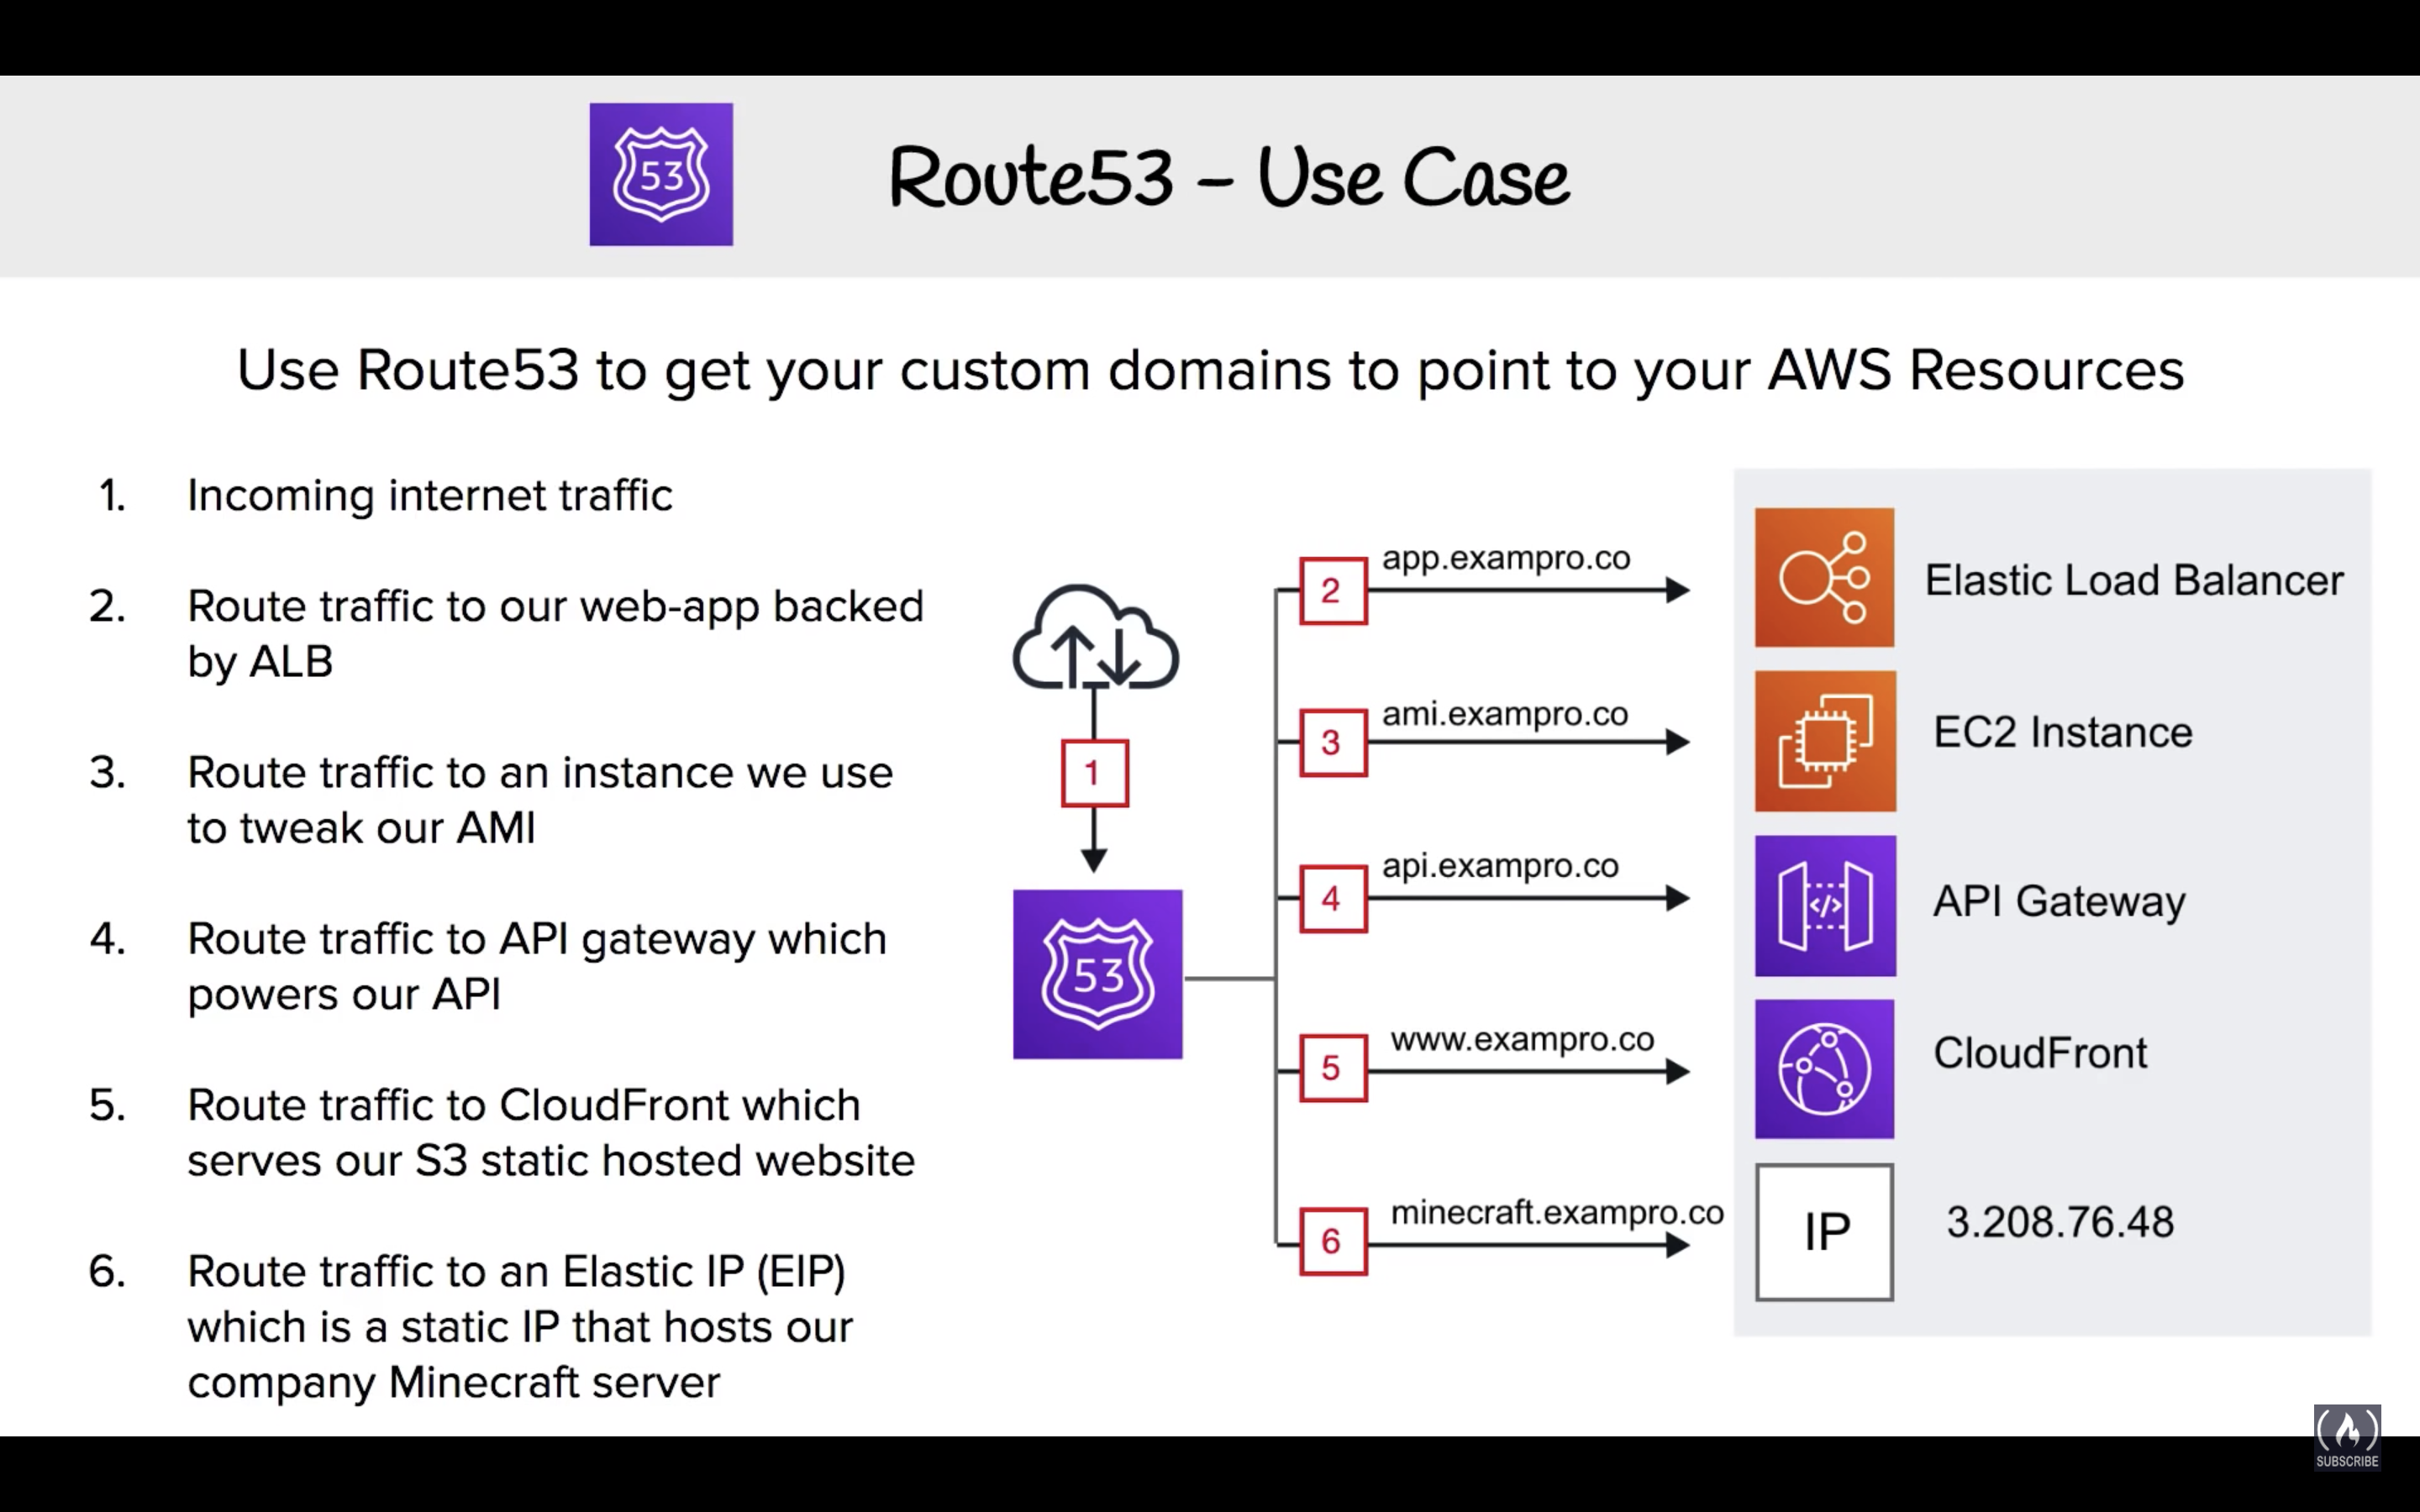 53
Route53 – Use Case
Use Route53 to get your custom domains to point to your AWS Resources
1. Incoming internet traffic
2. Route traffic to our web-app backed
by ALB
3. Route traffic to an instance we use
to tweak our AMI
4. Route traffic to API gateway which
powers our API
5. Route traffic to CloudFront which
serves our S3 static hosted website
6. Route traffic to an Elastic IP (EIP)
which is a static IP that hosts our
company Minecraft server
1
53
2 app.exampro.co
Elastic Load Balancer
3 ami.exampro.co
EC2 Instance
4 api.exampro.co
</>
API Gateway
5 www.exampro.co
CloudFront
6 minecraft.exampro.co
IP
3.208.76.48
SUBSCRIBE